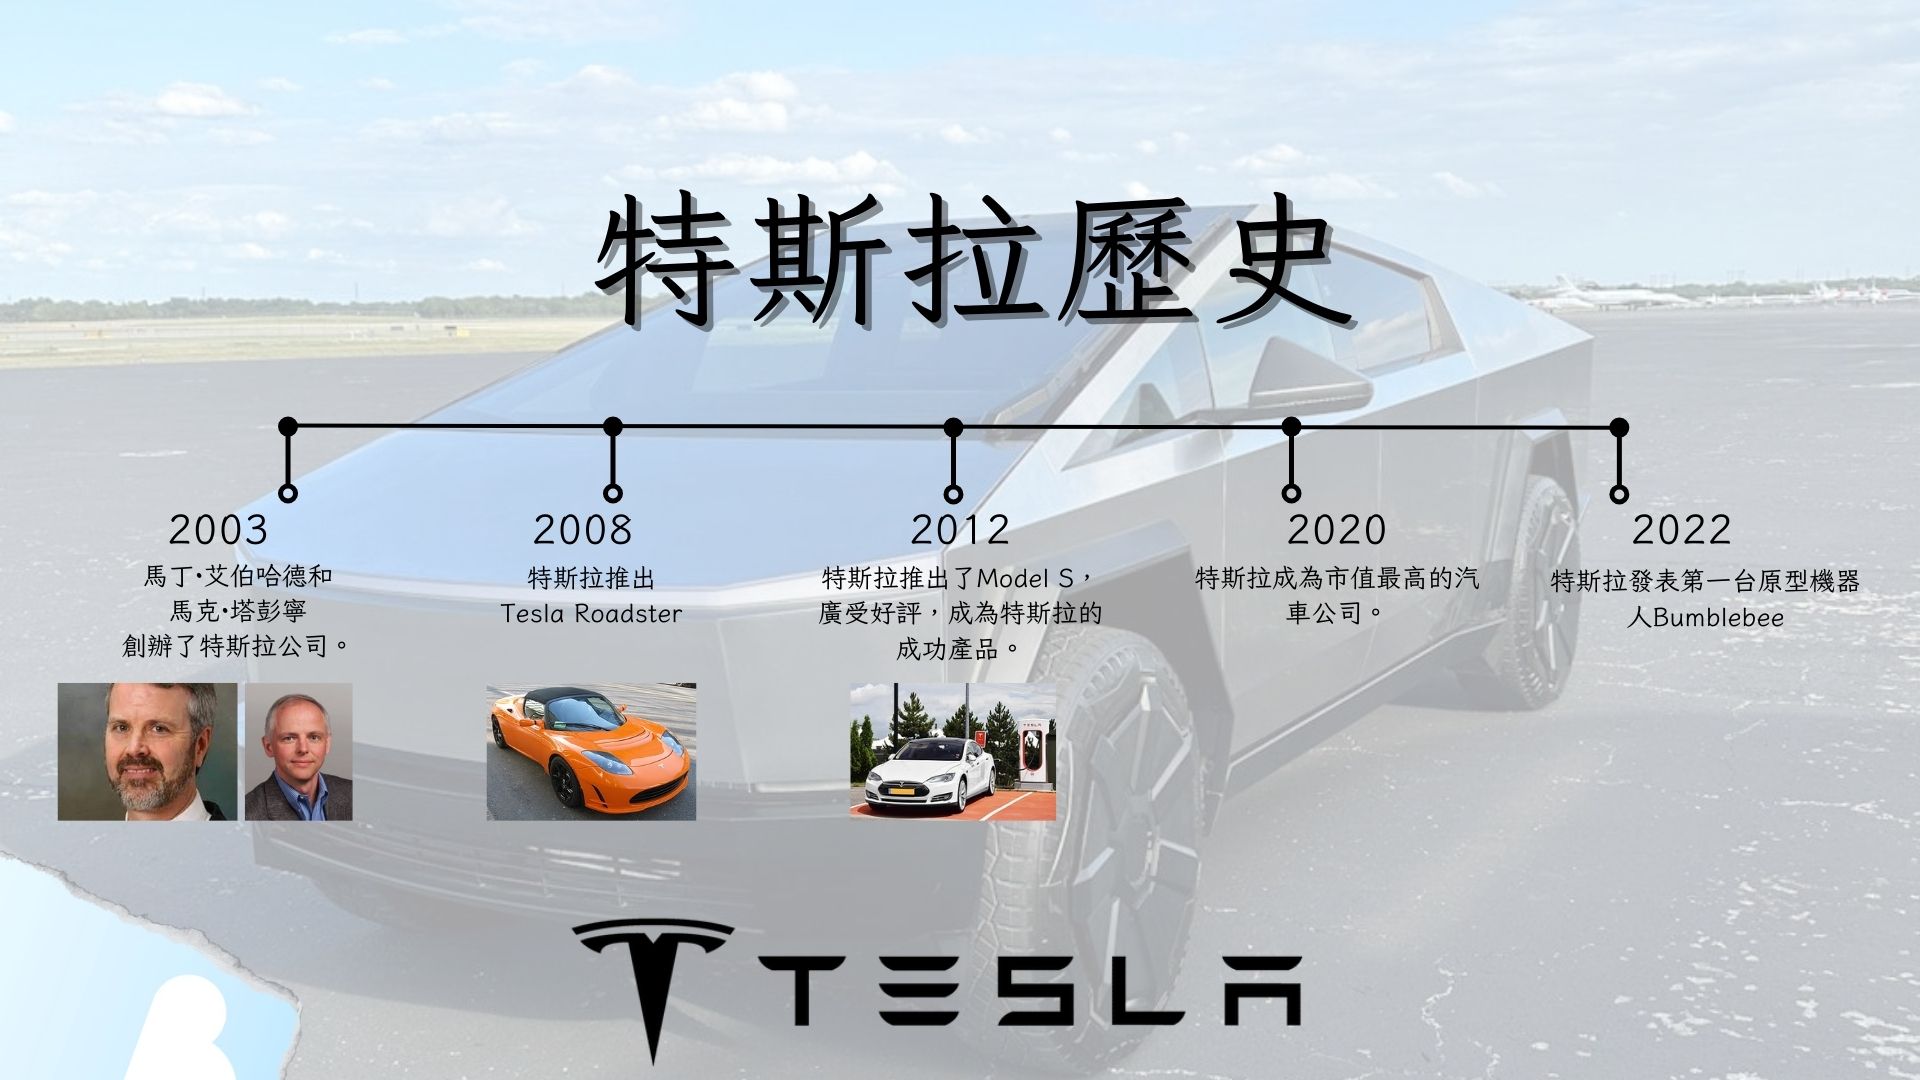 特斯拉歷史
2003
馬丁·艾伯哈德和
馬克·塔彭寧
創辦了特斯拉公司。
2008
特斯拉推出
Tesla Roadster
2012
特斯拉推出了Model S，
廣受好評，成為特斯拉的
成功產品。
2020
特斯拉成為市值最高的汽
車公司。
2022
特斯拉發表第一台原型機器
人Bumblebee
TESLA
TESLA